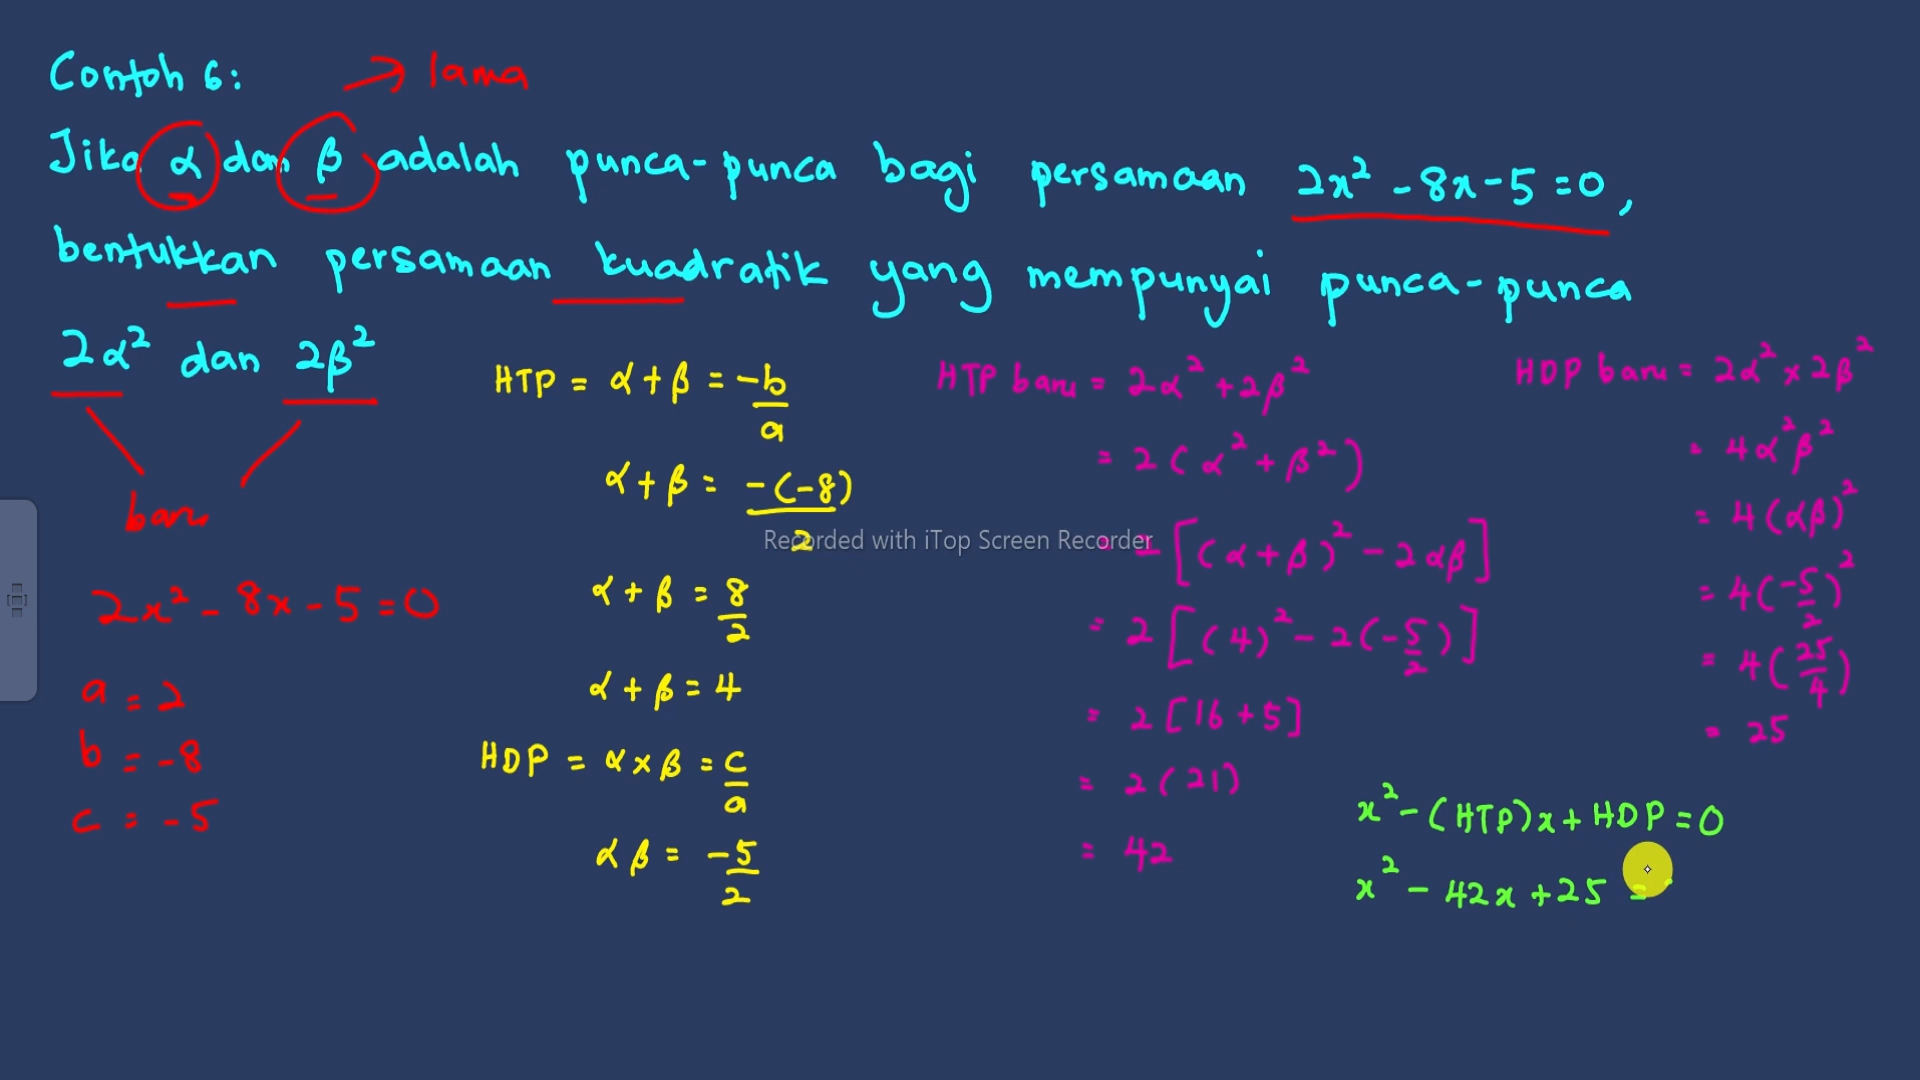 Contoh 6:
→ lama
Jika α dan β adalah punca-punca bagi persamaan 2x² - 8x - 5 = 0,
bentukkan persamaan kuadratik yang mempunyai punca-punca
2α² dan 2β²
baru
2x² - 8x - 5 = 0
a = 2
b = -8
c = -5
HTP = α + β = -b/a
α + β = -(-8)/2
α + β = 8/2
α + β = 4
HDP = α × β = c/a
αβ = -5/2
HTP baru = 2α² + 2β²
= 2(α² + β²)
= 2[(α + β)² - 2αβ]
= 2[(4)² - 2(-5/2)]
= 2[16 + 5]
= 2(21)
= 42
HDP baru = 2α² × 2β²
= 4α²β²
= 4(αβ)²
= 4(-5/2)²
= 4(25/4)
= 25
x² - (HTP)x + HDP = 0
x² - 42x + 25 =
Recorded with iTop Screen Recorder